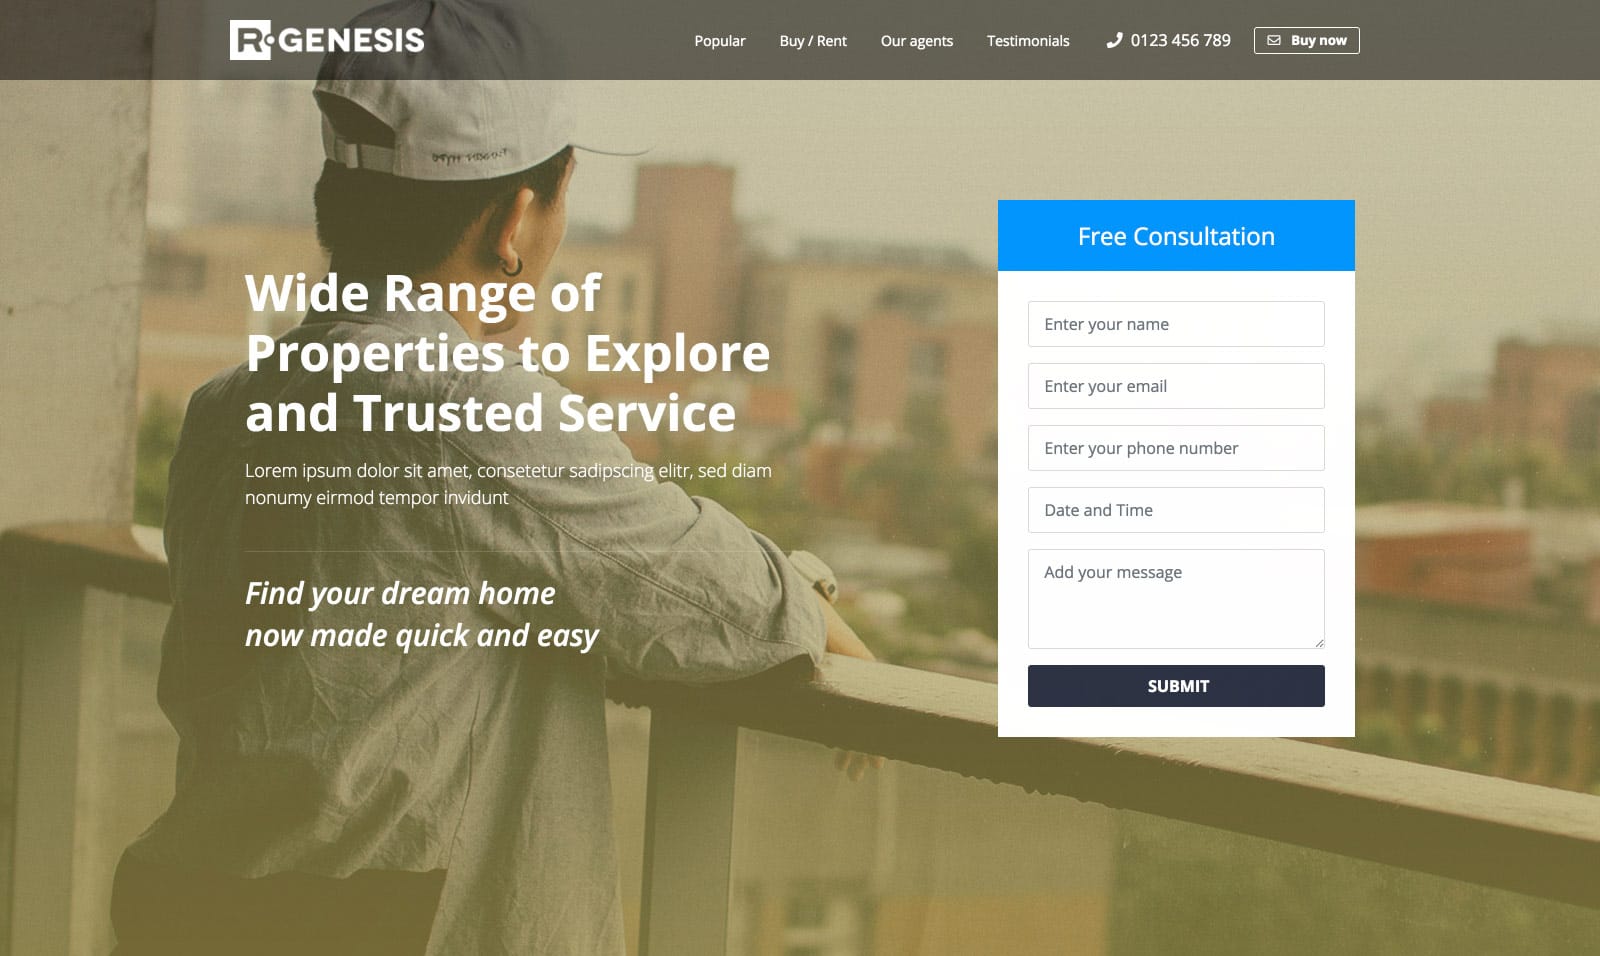 R GENESIS
Popular
Buy / Rent
Our agents
Testimonials
0123 456 789
Buy now
Wide Range of
Properties to Explore
and Trusted Service
Lorem ipsum dolor sit amet, consetetur sadipscing elitr, sed diam
nonumy eirmod tempor invidunt
Find your dream home
now made quick and easy
Free Consultation
Enter your name
Enter your email
Enter your phone number
Date and Time
Add your message
SUBMIT